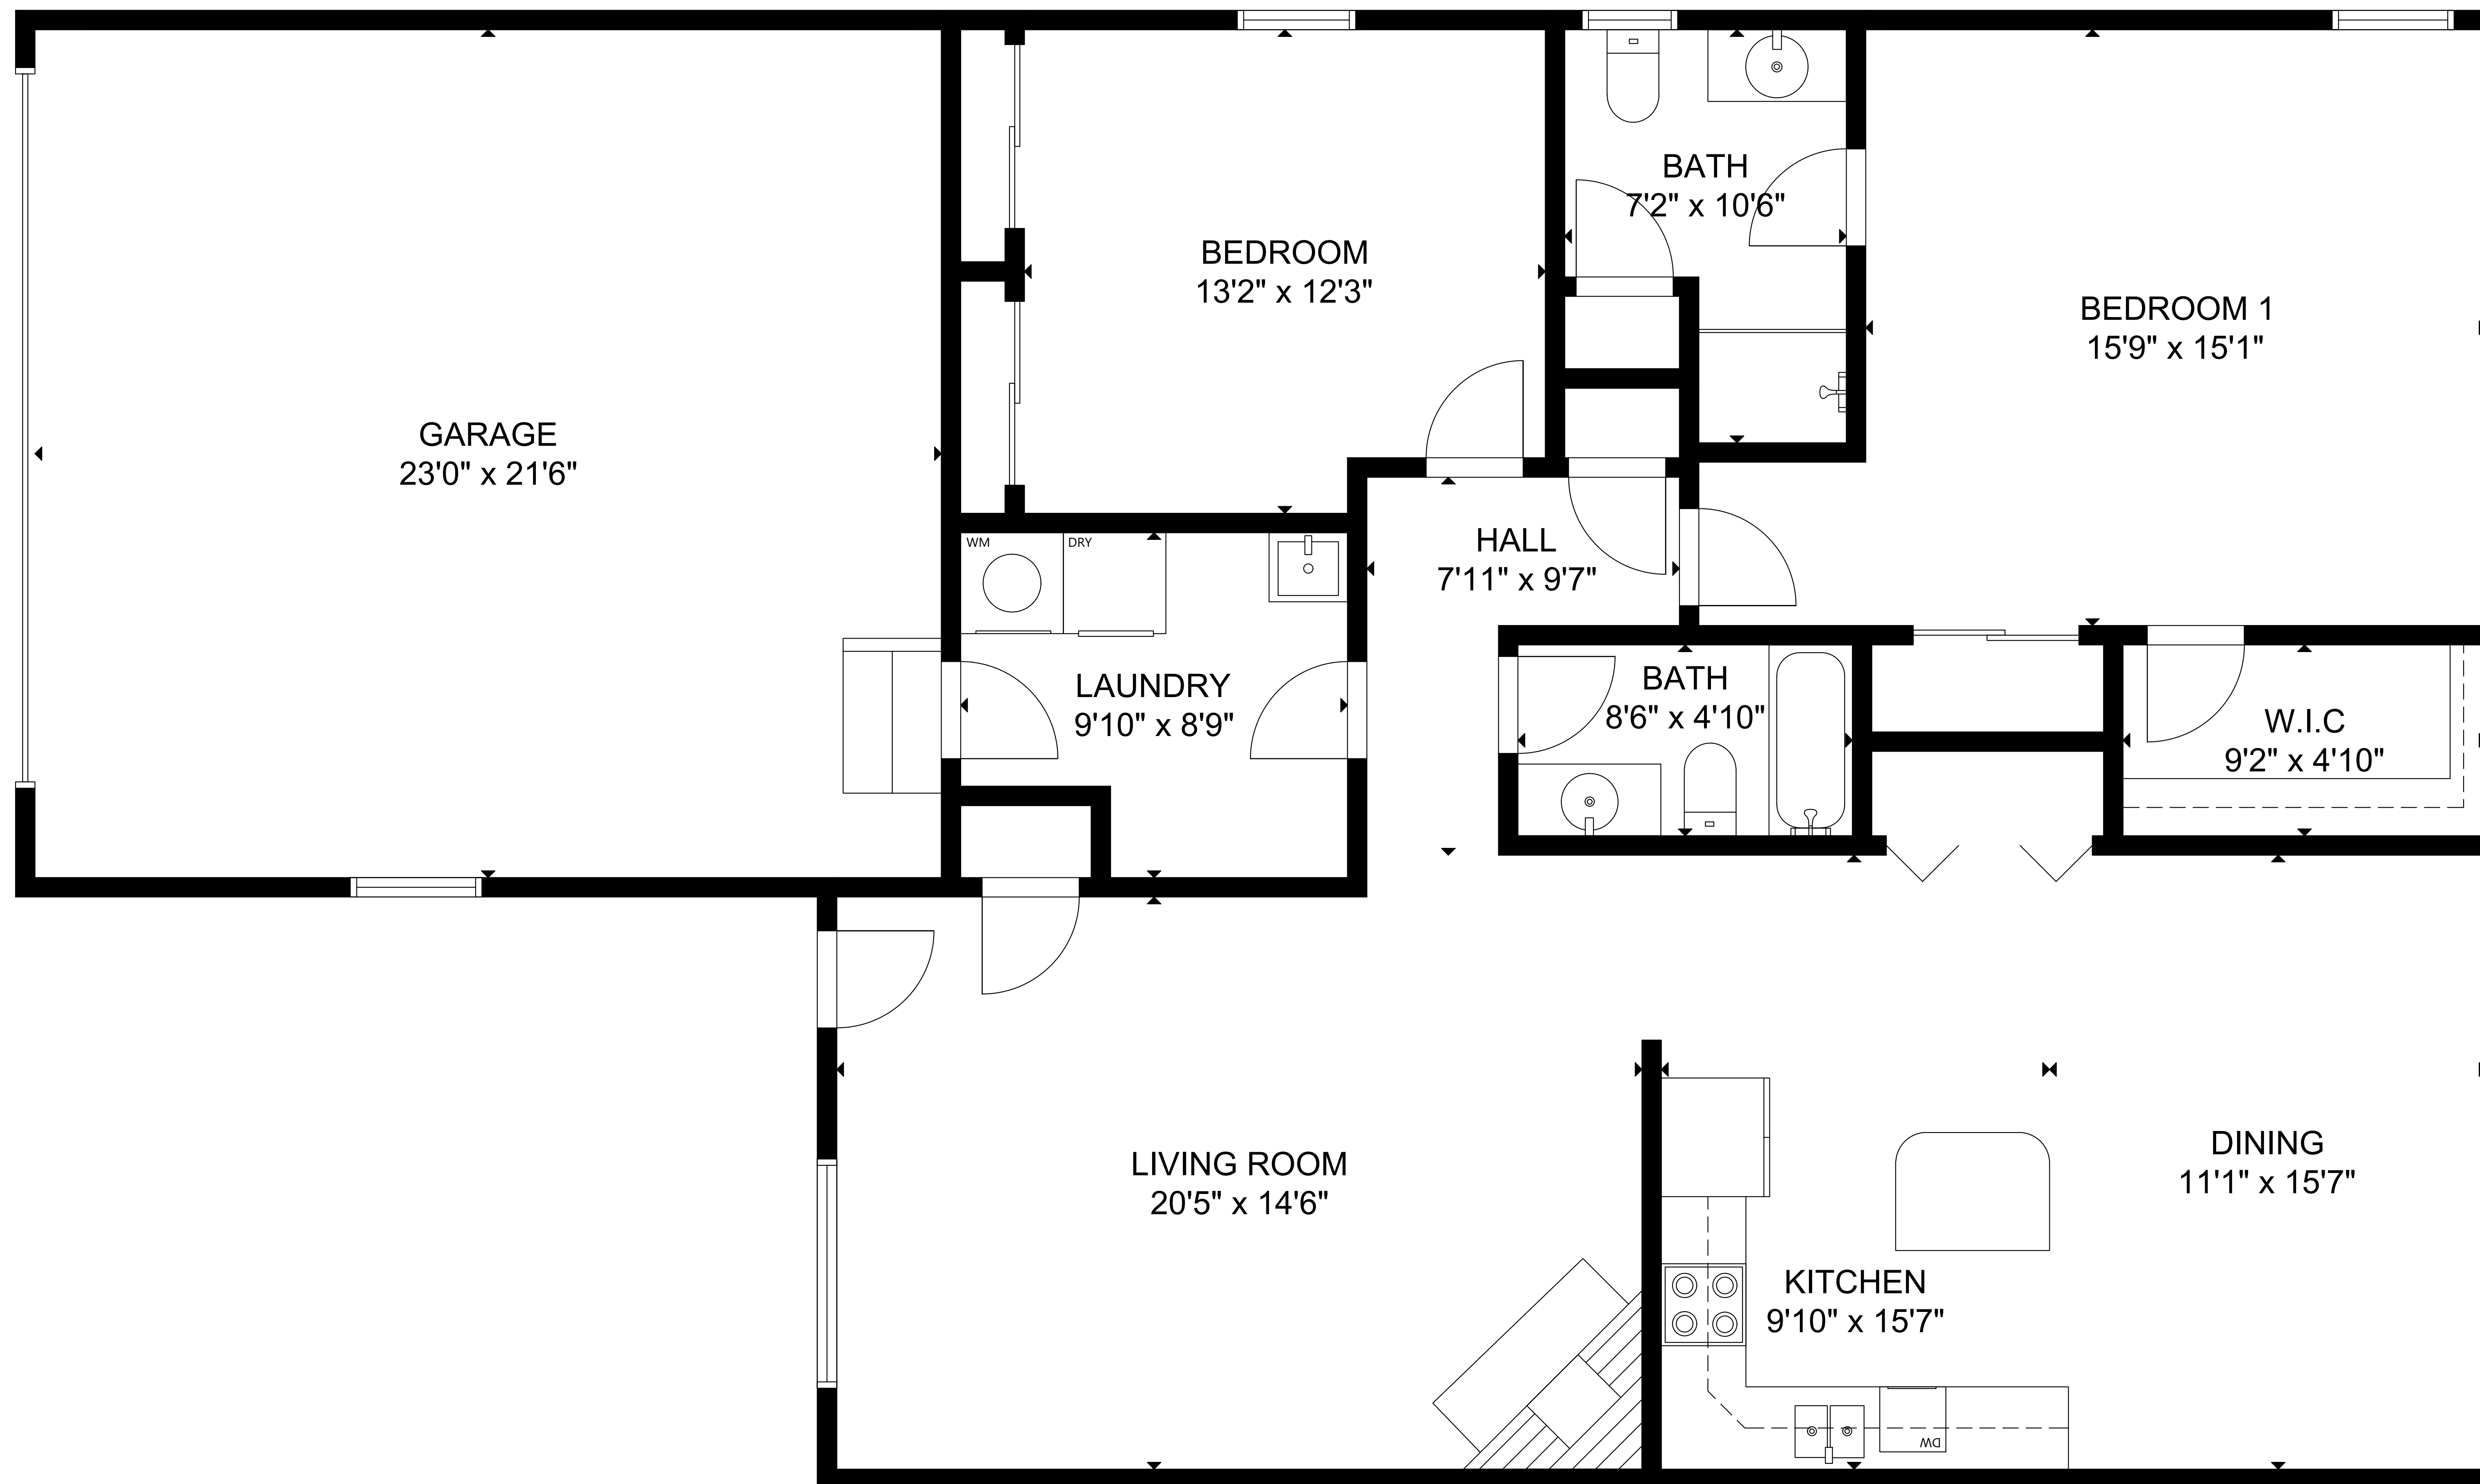 BATH
7'2" x 10'6"
BEDROOM
13'2" x 12'3"
BEDROOM 1
15'9" x 15'1"
GARAGE
23'0" x 21'6"
WM
DRY
HALL
7'11" x 9'7"
LAUNDRY
9'10" x 8'9"
BATH
8'6" x 4'10"
W.I.C
9'2" x 4'10"
LIVING ROOM
20'5" x 14'6"
DINING
11'1" x 15'7"
KITCHEN
9'10" x 15'7"
DW